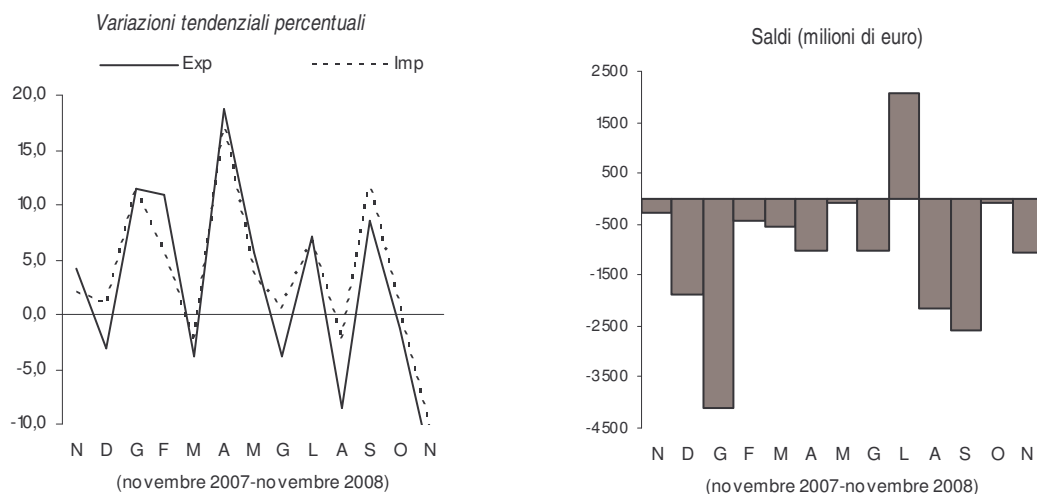 Variazioni tendenziali percentuali
Exp Imp
20,0
15,0
10,0
5,0
0,0
-5,0
-10,0
N D G F M A M G L A S O N
(novembre 2007-novembre 2008)
Saldi (milioni di euro)
2500
1500
500
-500
-1500
-2500
-3500
-4500
N D G F M A M G L A S O N
(novembre 2007-novembre 2008)